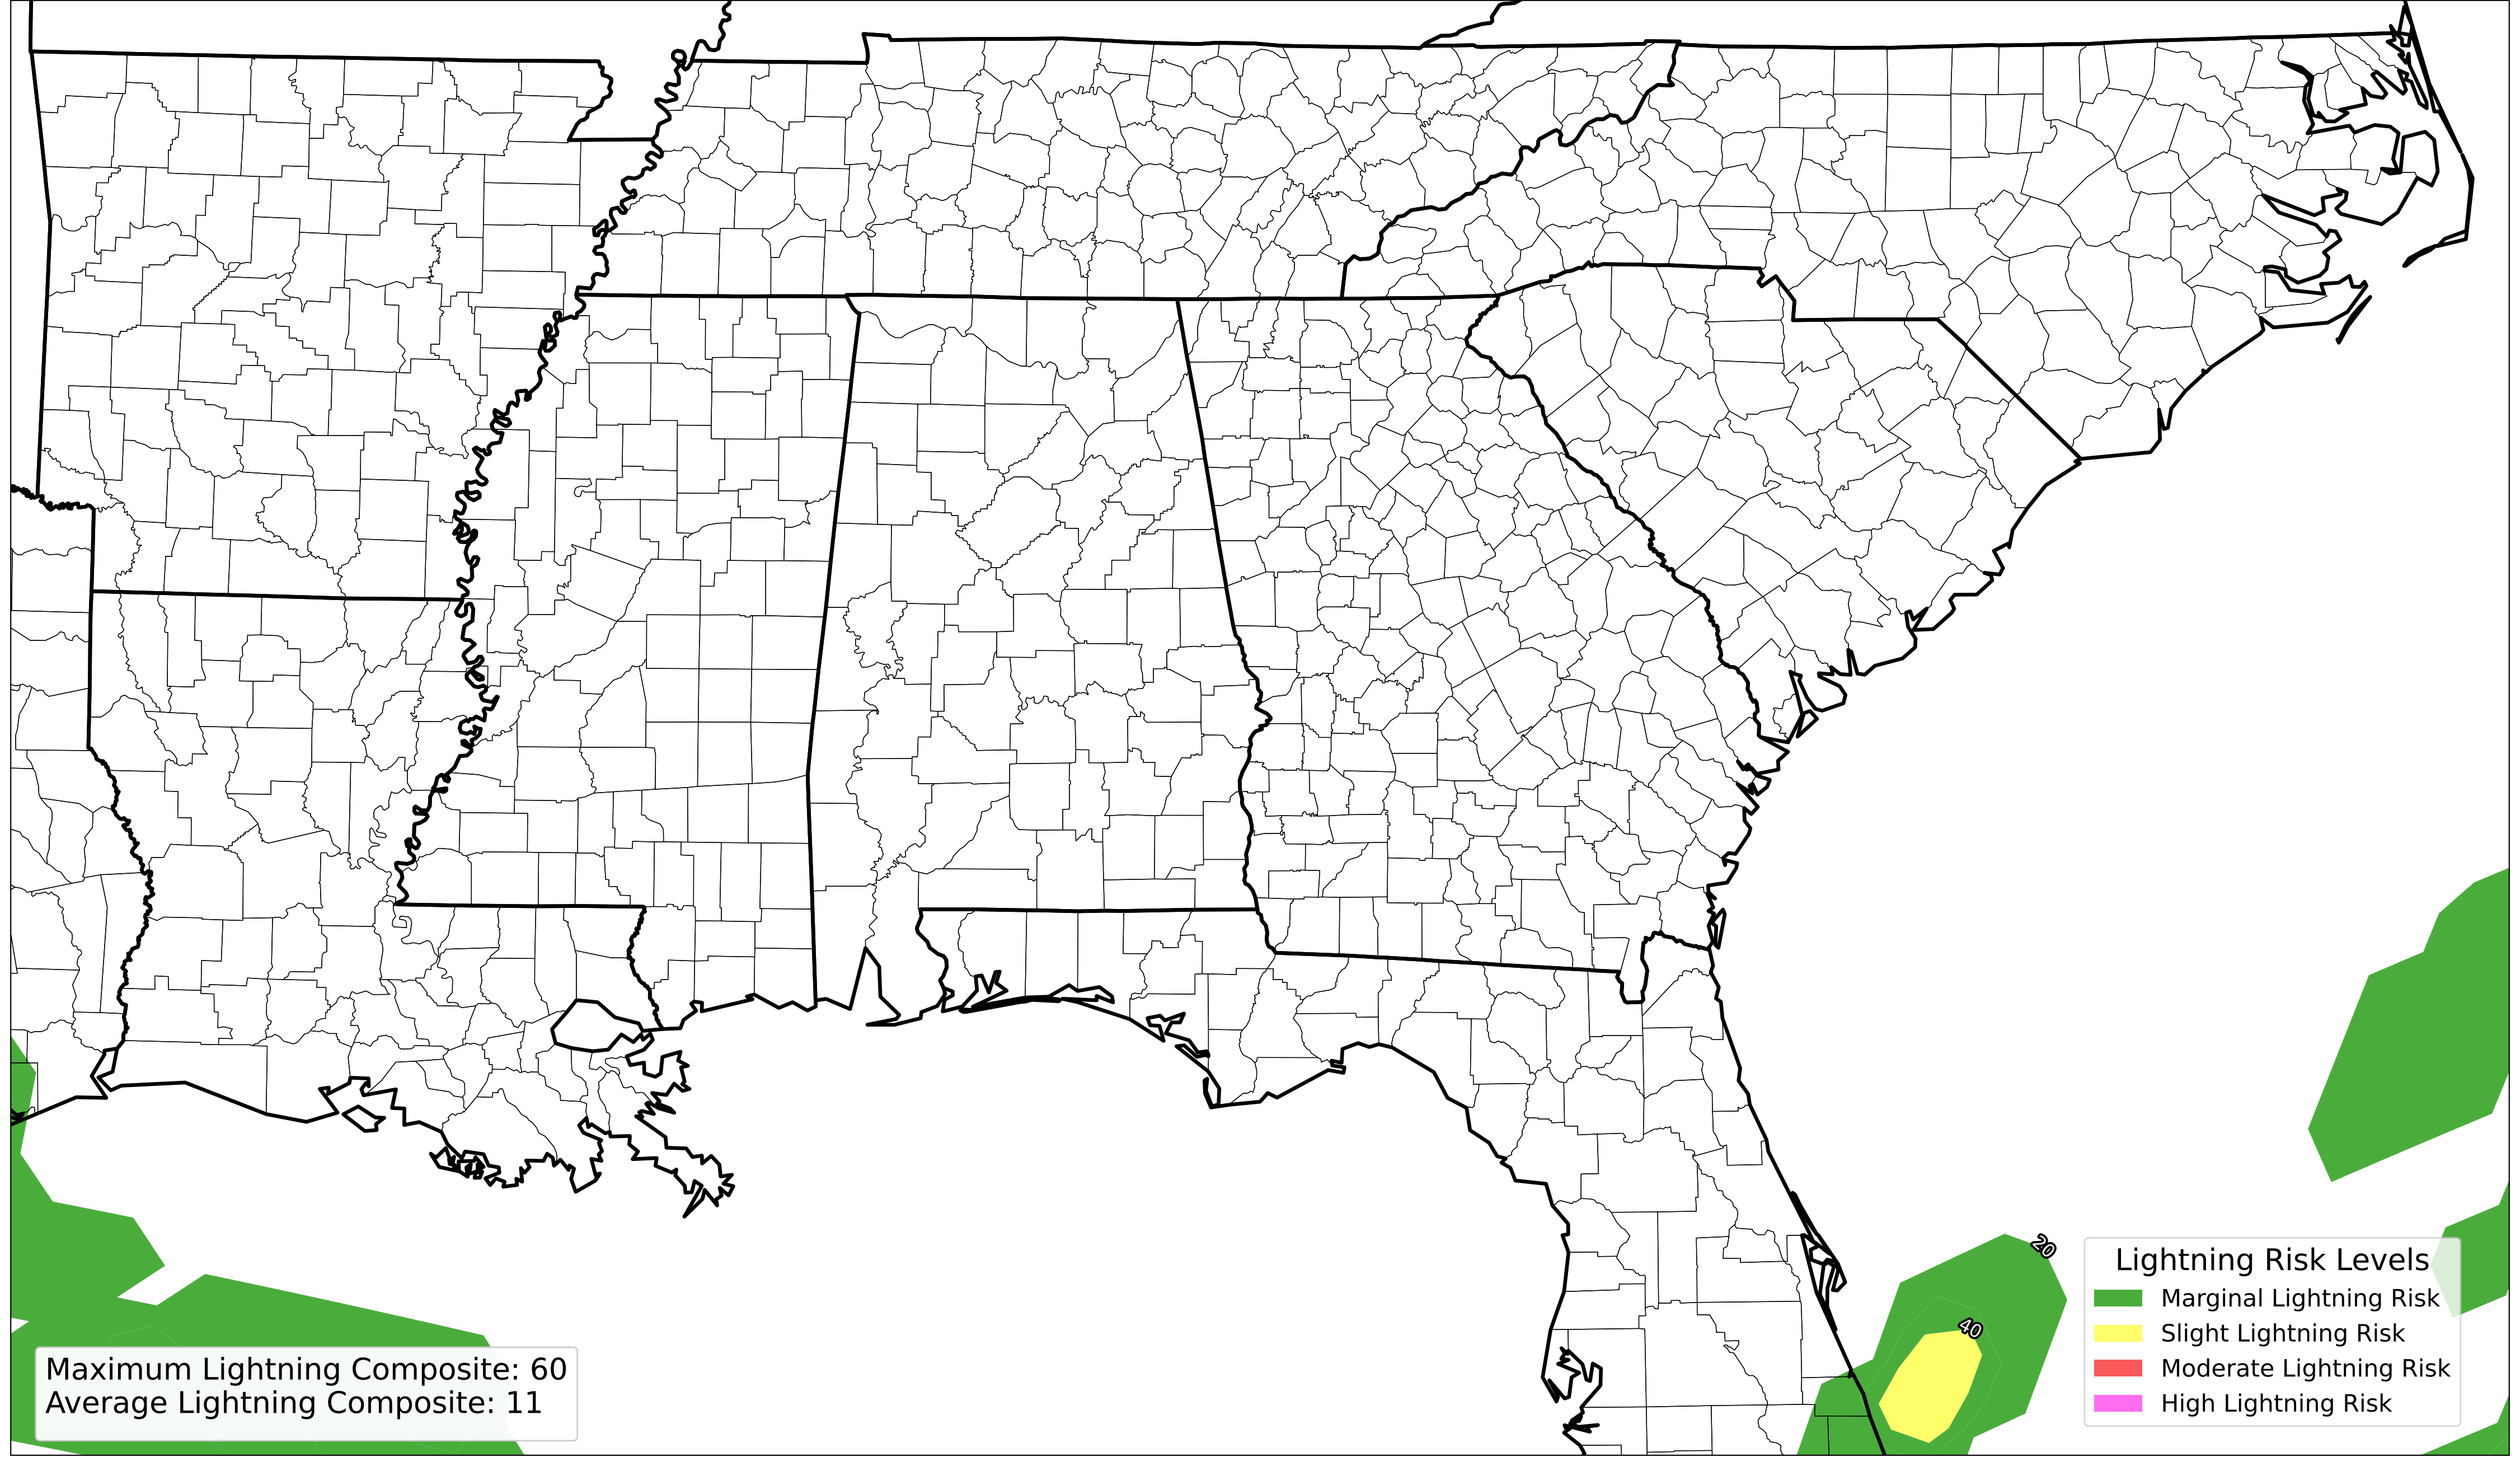 20
40
Lightning Risk Levels
Marginal Lightning Risk
Slight Lightning Risk
Moderate Lightning Risk
High Lightning Risk
Maximum Lightning Composite: 60
Average Lightning Composite: 11